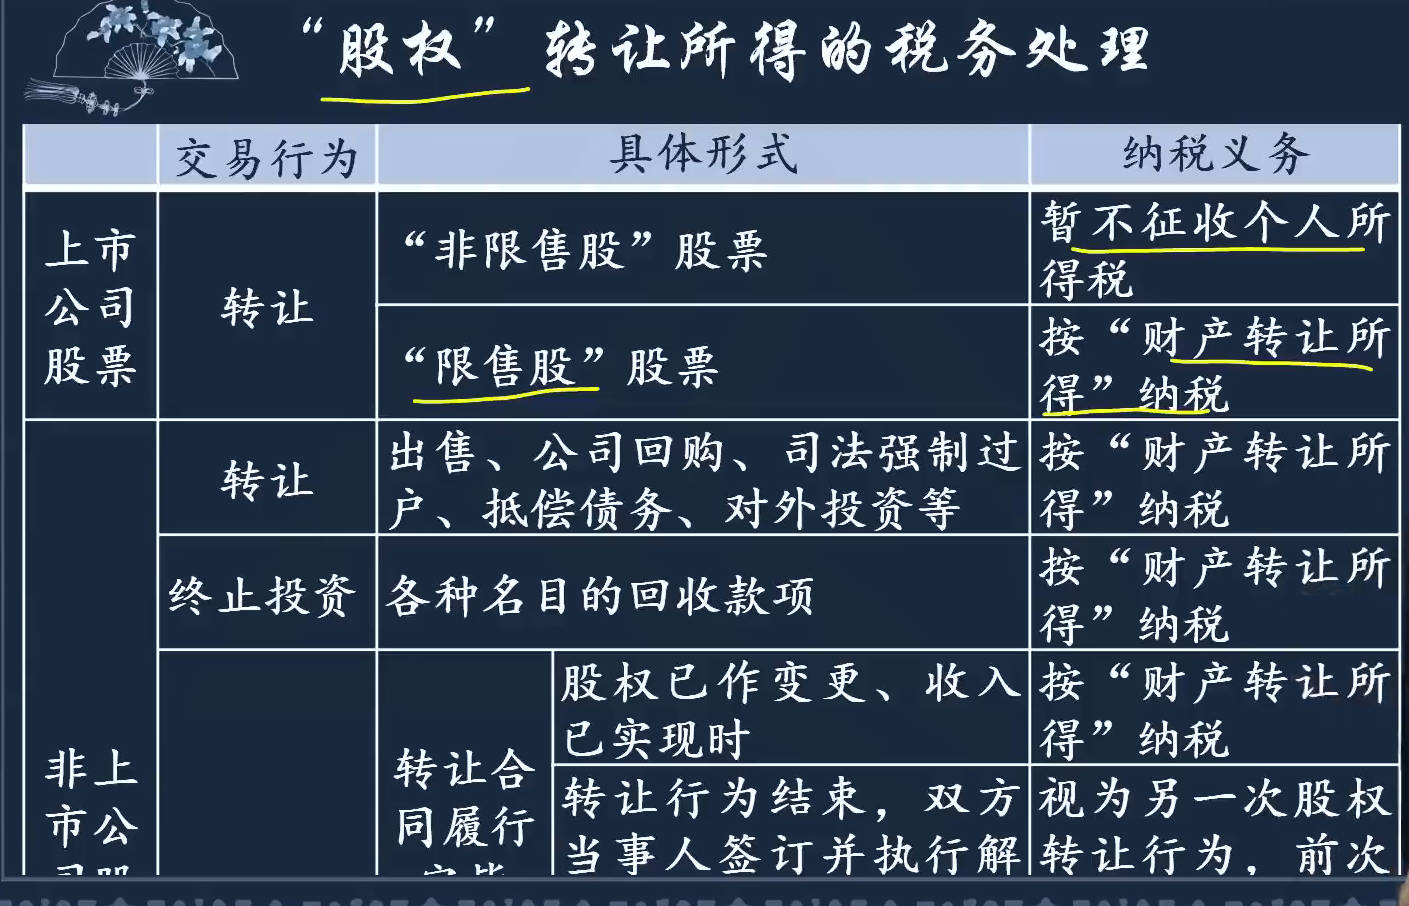 “股权”转让所得的税务处理
交易行为
具体形式
纳税义务
上市
公司
股票
转让
“非限售股”股票
暂不征收个人所
得税
“限售股”股票
按“财产转让所
得”纳税
转让
出售、公司回购、司法强制过
户、抵偿债务、对外投资等
按“财产转让所
得”纳税
终止投资
各种名目的回收款项
按“财产转让所
得”纳税
非上
市公
转让合
同履行
股权已作变更、收入
已实现时
按“财产转让所
得”纳税
转让行为结束，双方
当事人签订并执行解
视为另一次股权
转让行为，前次